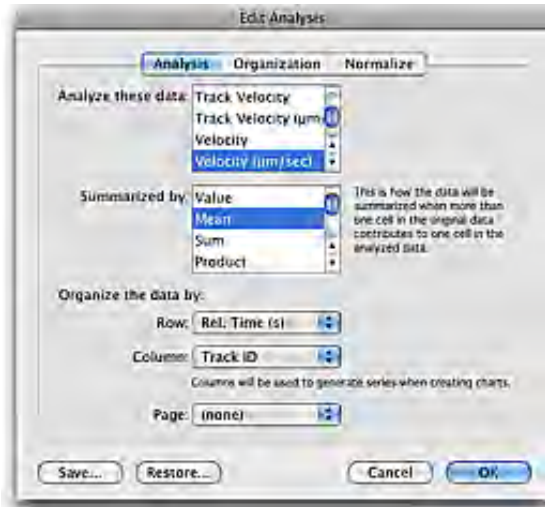 Edit Analysis
Analysis Organization Normalize
Analyze these data: Track Velocity
Track Velocity (µm
Velocity
Velocity (µm/sec)
Summarized by: Value
Mean
Sum
Product
This is how the data will be
summarized when more than
one cell in the original data
contributes to one cell in the
analyzed data.
Organize the data by:
Row: Rel. Time (s)
Column: Track ID
Columns will be used to generate series when creating charts.
Page: (none)
Save... Restore... Cancel OK